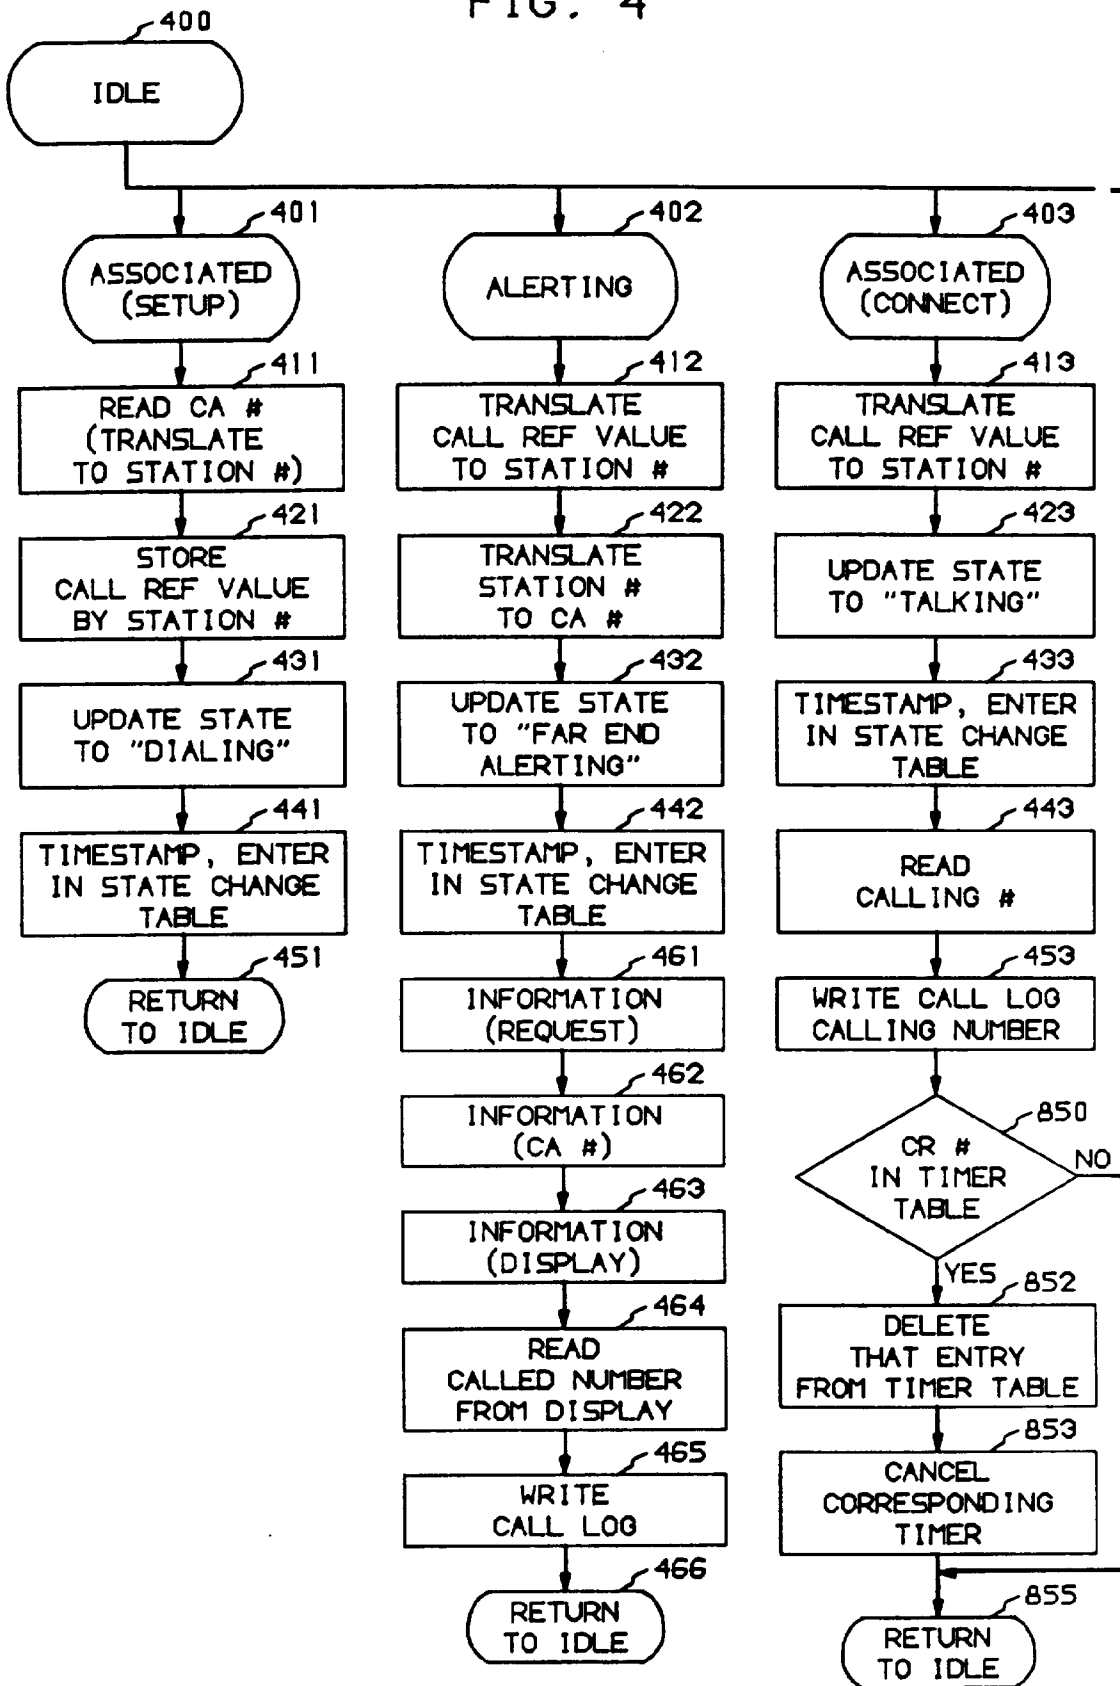 FIG. 4
400
IDLE
401
ASSOCIATED
(SETUP)
411
READ CA #
(TRANSLATE
TO STATION #)
421
STORE
CALL REF VALUE
BY STATION #
431
UPDATE STATE
TO "DIALING"
441
TIMESTAMP, ENTER
IN STATE CHANGE
TABLE
451
RETURN
TO IDLE
402
ALERTING
412
TRANSLATE
CALL REF VALUE
TO STATION #
422
TRANSLATE
STATION #
TO CA #
432
UPDATE STATE
TO "FAR END
ALERTING"
442
TIMESTAMP, ENTER
IN STATE CHANGE
TABLE
461
INFORMATION
(REQUEST)
462
INFORMATION
(CA #)
463
INFORMATION
(DISPLAY)
464
READ
CALLED NUMBER
FROM DISPLAY
465
WRITE
CALL LOG
466
RETURN
TO IDLE
403
ASSOCIATED
(CONNECT)
413
TRANSLATE
CALL REF VALUE
TO STATION #
423
UPDATE STATE
TO "TALKING"
433
TIMESTAMP, ENTER
IN STATE CHANGE
TABLE
443
READ
CALLING #
453
WRITE CALL LOG
CALLING NUMBER
850
CR #
IN TIMER
TABLE
NO
YES
852
DELETE
THAT ENTRY
FROM TIMER TABLE
853
CANCEL
CORRESPONDING
TIMER
855
RETURN
TO IDLE